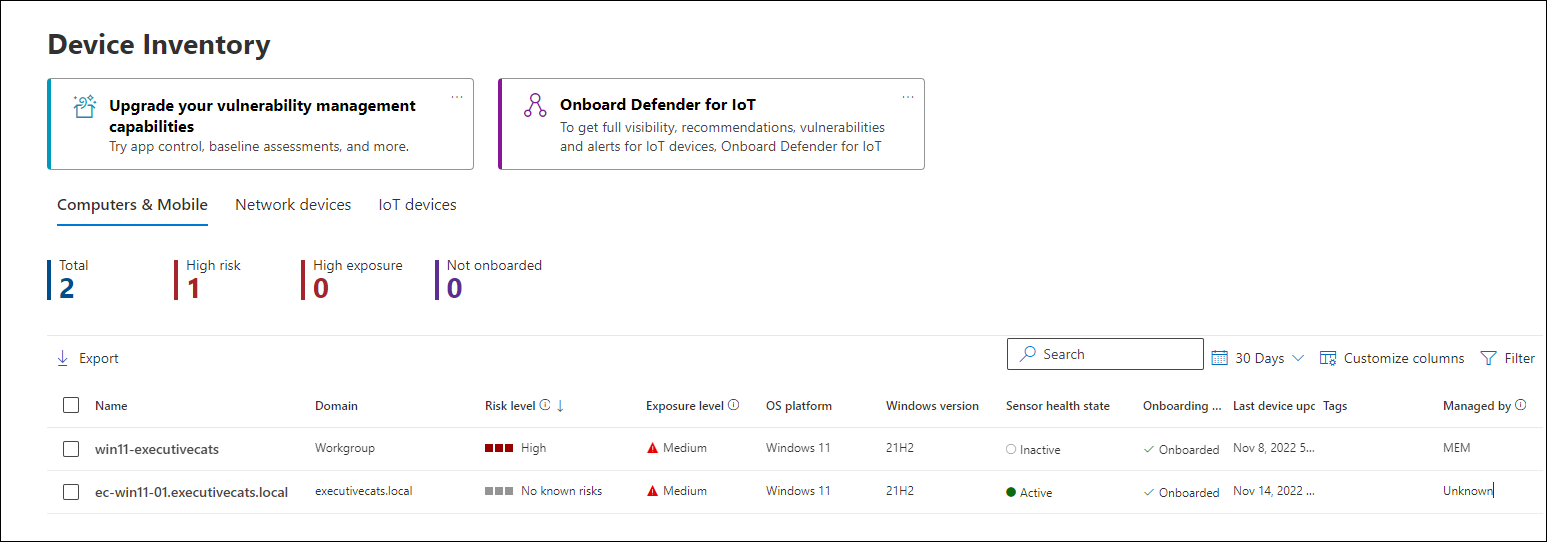 Device Inventory
Upgrade your vulnerability management
capabilities
Try app control, baseline assessments, and more.
...
Onboard Defender for IoT
To get full visibility, recommendations, vulnerabilities
and alerts for IoT devices, Onboard Defender for IoT
...
Computers & Mobile Network devices IoT devices
Total High risk High exposure Not onboarded
2 1 0 0
Export Search 30 Days Customize columns Filter
Name Domain Risk level Exposure level OS platform Windows version Sensor health state Onboarding ... Last device upd Tags Managed by
win11-executivecats Workgroup High Medium Windows 11 21H2 Inactive Onboarded Nov 8, 2022 5... MEM
ec-win11-01.executivecats.local executivecats.local No known risks Medium Windows 11 21H2 Active Onboarded Nov 14, 2022 ... Unknown